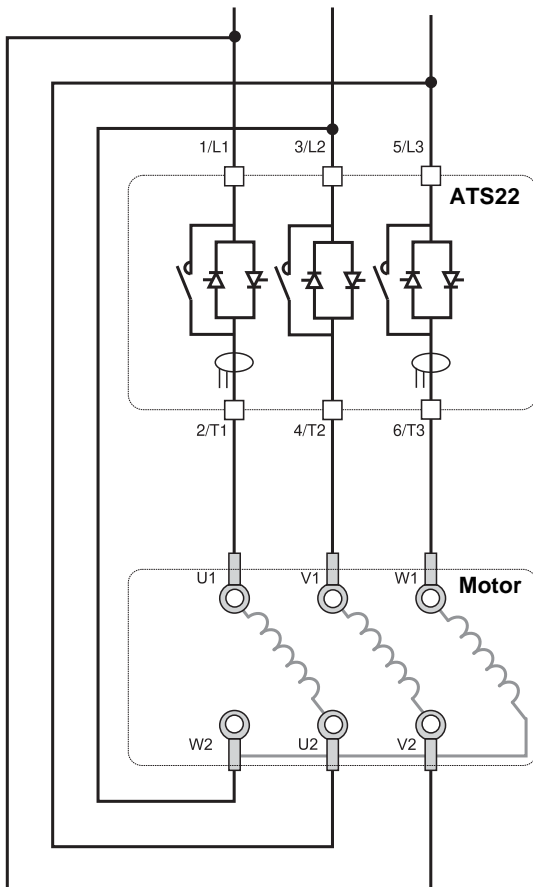 1/L1 3/L2 5/L3
ATS22
2/T1 4/T2 6/T3
U1 V1 W1
Motor
W2 U2 V2